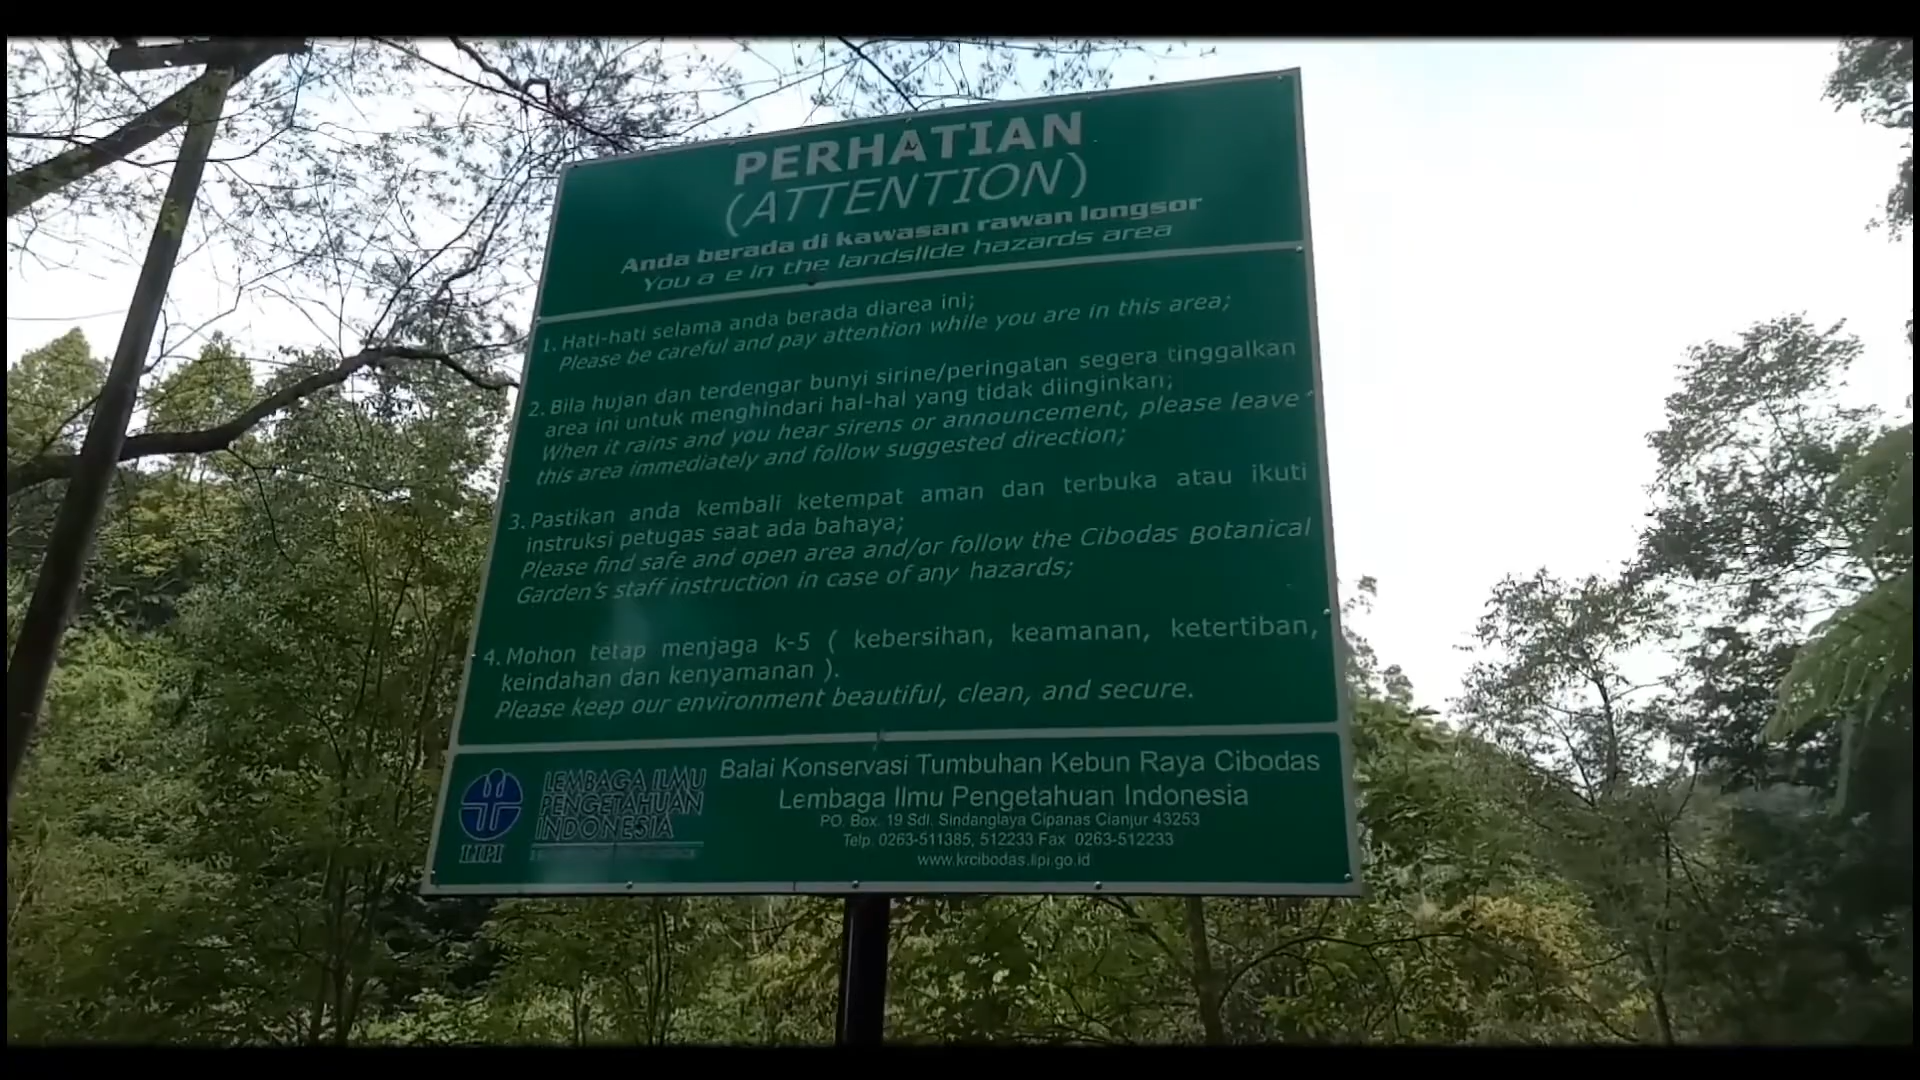 PERHATIAN
(ATTENTION)
Anda berada di kawasan rawan longsor
You a e in the landslide hazards area
1. Hati-hati selama anda berada diarea ini;
Please be careful and pay attention while you are in this area;
2. Bila hujan dan terdengar bunyi sirine/peringatan segera tinggalkan
area ini untuk menghindari hal-hal yang tidak diinginkan;
When it rains and you hear sirens or announcement, please leave
this area immediately and follow suggested direction;
3. Pastikan anda kembali ketempat aman dan terbuka atau ikuti
instruksi petugas saat ada bahaya;
Please find safe and open area and/or follow the Cibodas Botanical
Garden's staff instruction in case of any hazards;
4. Mohon tetap menjaga k-5 ( kebersihan, keamanan, ketertiban,
keindahan dan kenyamanan ).
Please keep our environment beautiful, clean, and secure.
LIPI
LEMBAGA ILMU
PENGETAHUAN
INDONESIA
Balai Konservasi Tumbuhan Kebun Raya Cibodas
Lembaga Ilmu Pengetahuan Indonesia
PO. Box. 19 Sdl. Sindanglaya Cipanas Cianjur 43253
Telp. 0263-511385, 512233 Fax 0263-512233
www.krcibodas.lipi.go.id